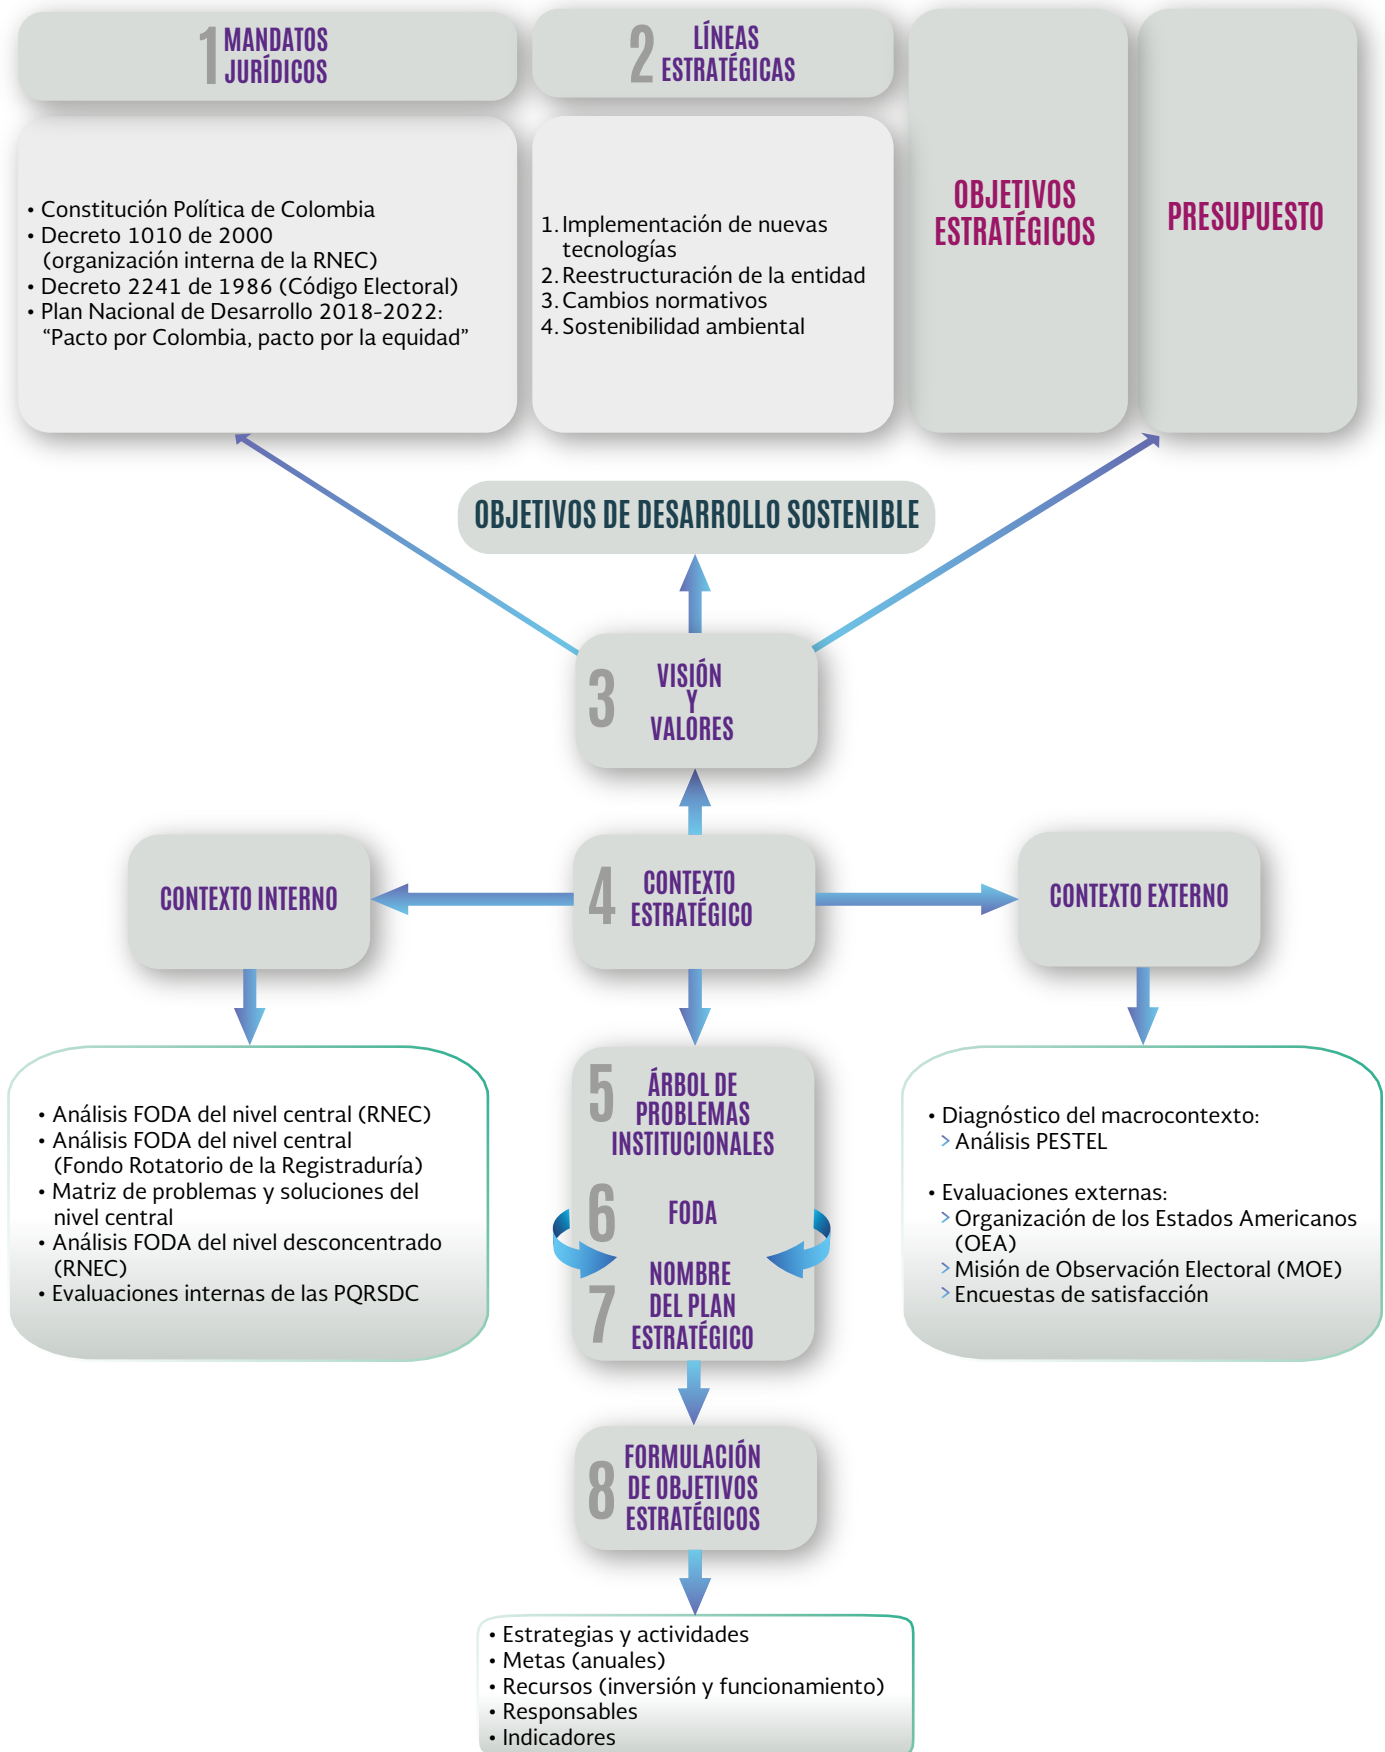 1 MANDATOS
JURÍDICOS
• Constitución Política de Colombia
• Decreto 1010 de 2000
(organización interna de la RNEC)
• Decreto 2241 de 1986 (Código Electoral)
• Plan Nacional de Desarrollo 2018-2022:
“Pacto por Colombia, pacto por la equidad”
2 LÍNEAS
ESTRATÉGICAS
1. Implementación de nuevas
tecnologías
2. Reestructuración de la entidad
3. Cambios normativos
4. Sostenibilidad ambiental
OBJETIVOS
ESTRATÉGICOS
PRESUPUESTO
OBJETIVOS DE DESARROLLO SOSTENIBLE
3 VISIÓN
Y
VALORES
CONTEXTO INTERNO
4 CONTEXTO
ESTRATÉGICO
CONTEXTO EXTERNO
• Análisis FODA del nivel central (RNEC)
• Análisis FODA del nivel central
(Fondo Rotatorio de la Registraduría)
• Matriz de problemas y soluciones del
nivel central
• Análisis FODA del nivel desconcentrado
(RNEC)
• Evaluaciones internas de las PQRSDC
5 ÁRBOL DE
PROBLEMAS
INSTITUCIONALES
6 FODA
7 NOMBRE
DEL PLAN
ESTRATÉGICO
• Diagnóstico del macrocontexto:
> Análisis PESTEL
• Evaluaciones externas:
> Organización de los Estados Americanos
(OEA)
> Misión de Observación Electoral (MOE)
> Encuestas de satisfacción
8 FORMULACIÓN
DE OBJETIVOS
ESTRATÉGICOS
• Estrategias y actividades
• Metas (anuales)
• Recursos (inversión y funcionamiento)
• Responsables
• Indicadores